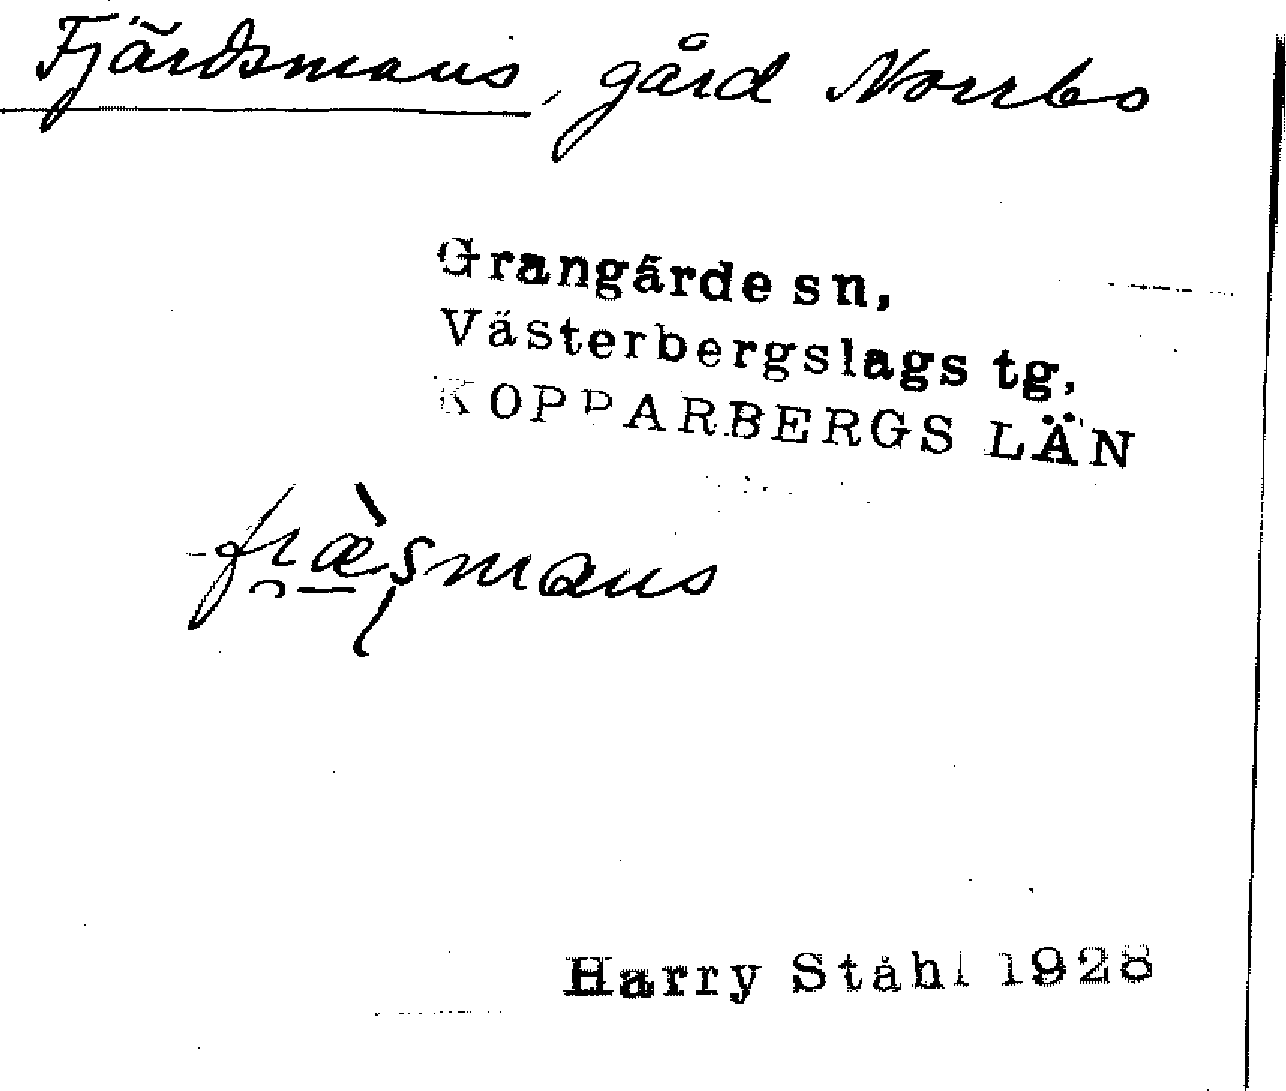 Fjärdsmans, gård Norrbo
Grangärde sn,
Västerbergslags tg,
KOPPARBERGS LÄN
Harry Ståhl 1928